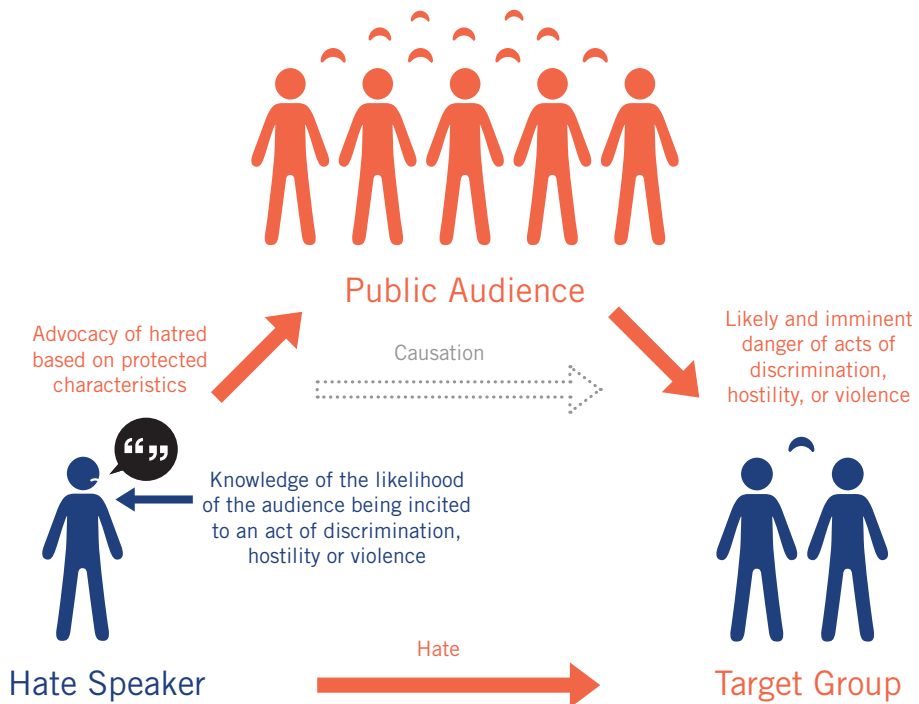 Public Audience
Advocacy of hatred
based on protected
characteristics
Causation
Likely and imminent
danger of acts of
discrimination,
hostility, or violence
“ ”
Knowledge of the likelihood
of the audience being incited
to an act of discrimination,
hostility or violence
Hate
Hate Speaker
Target Group